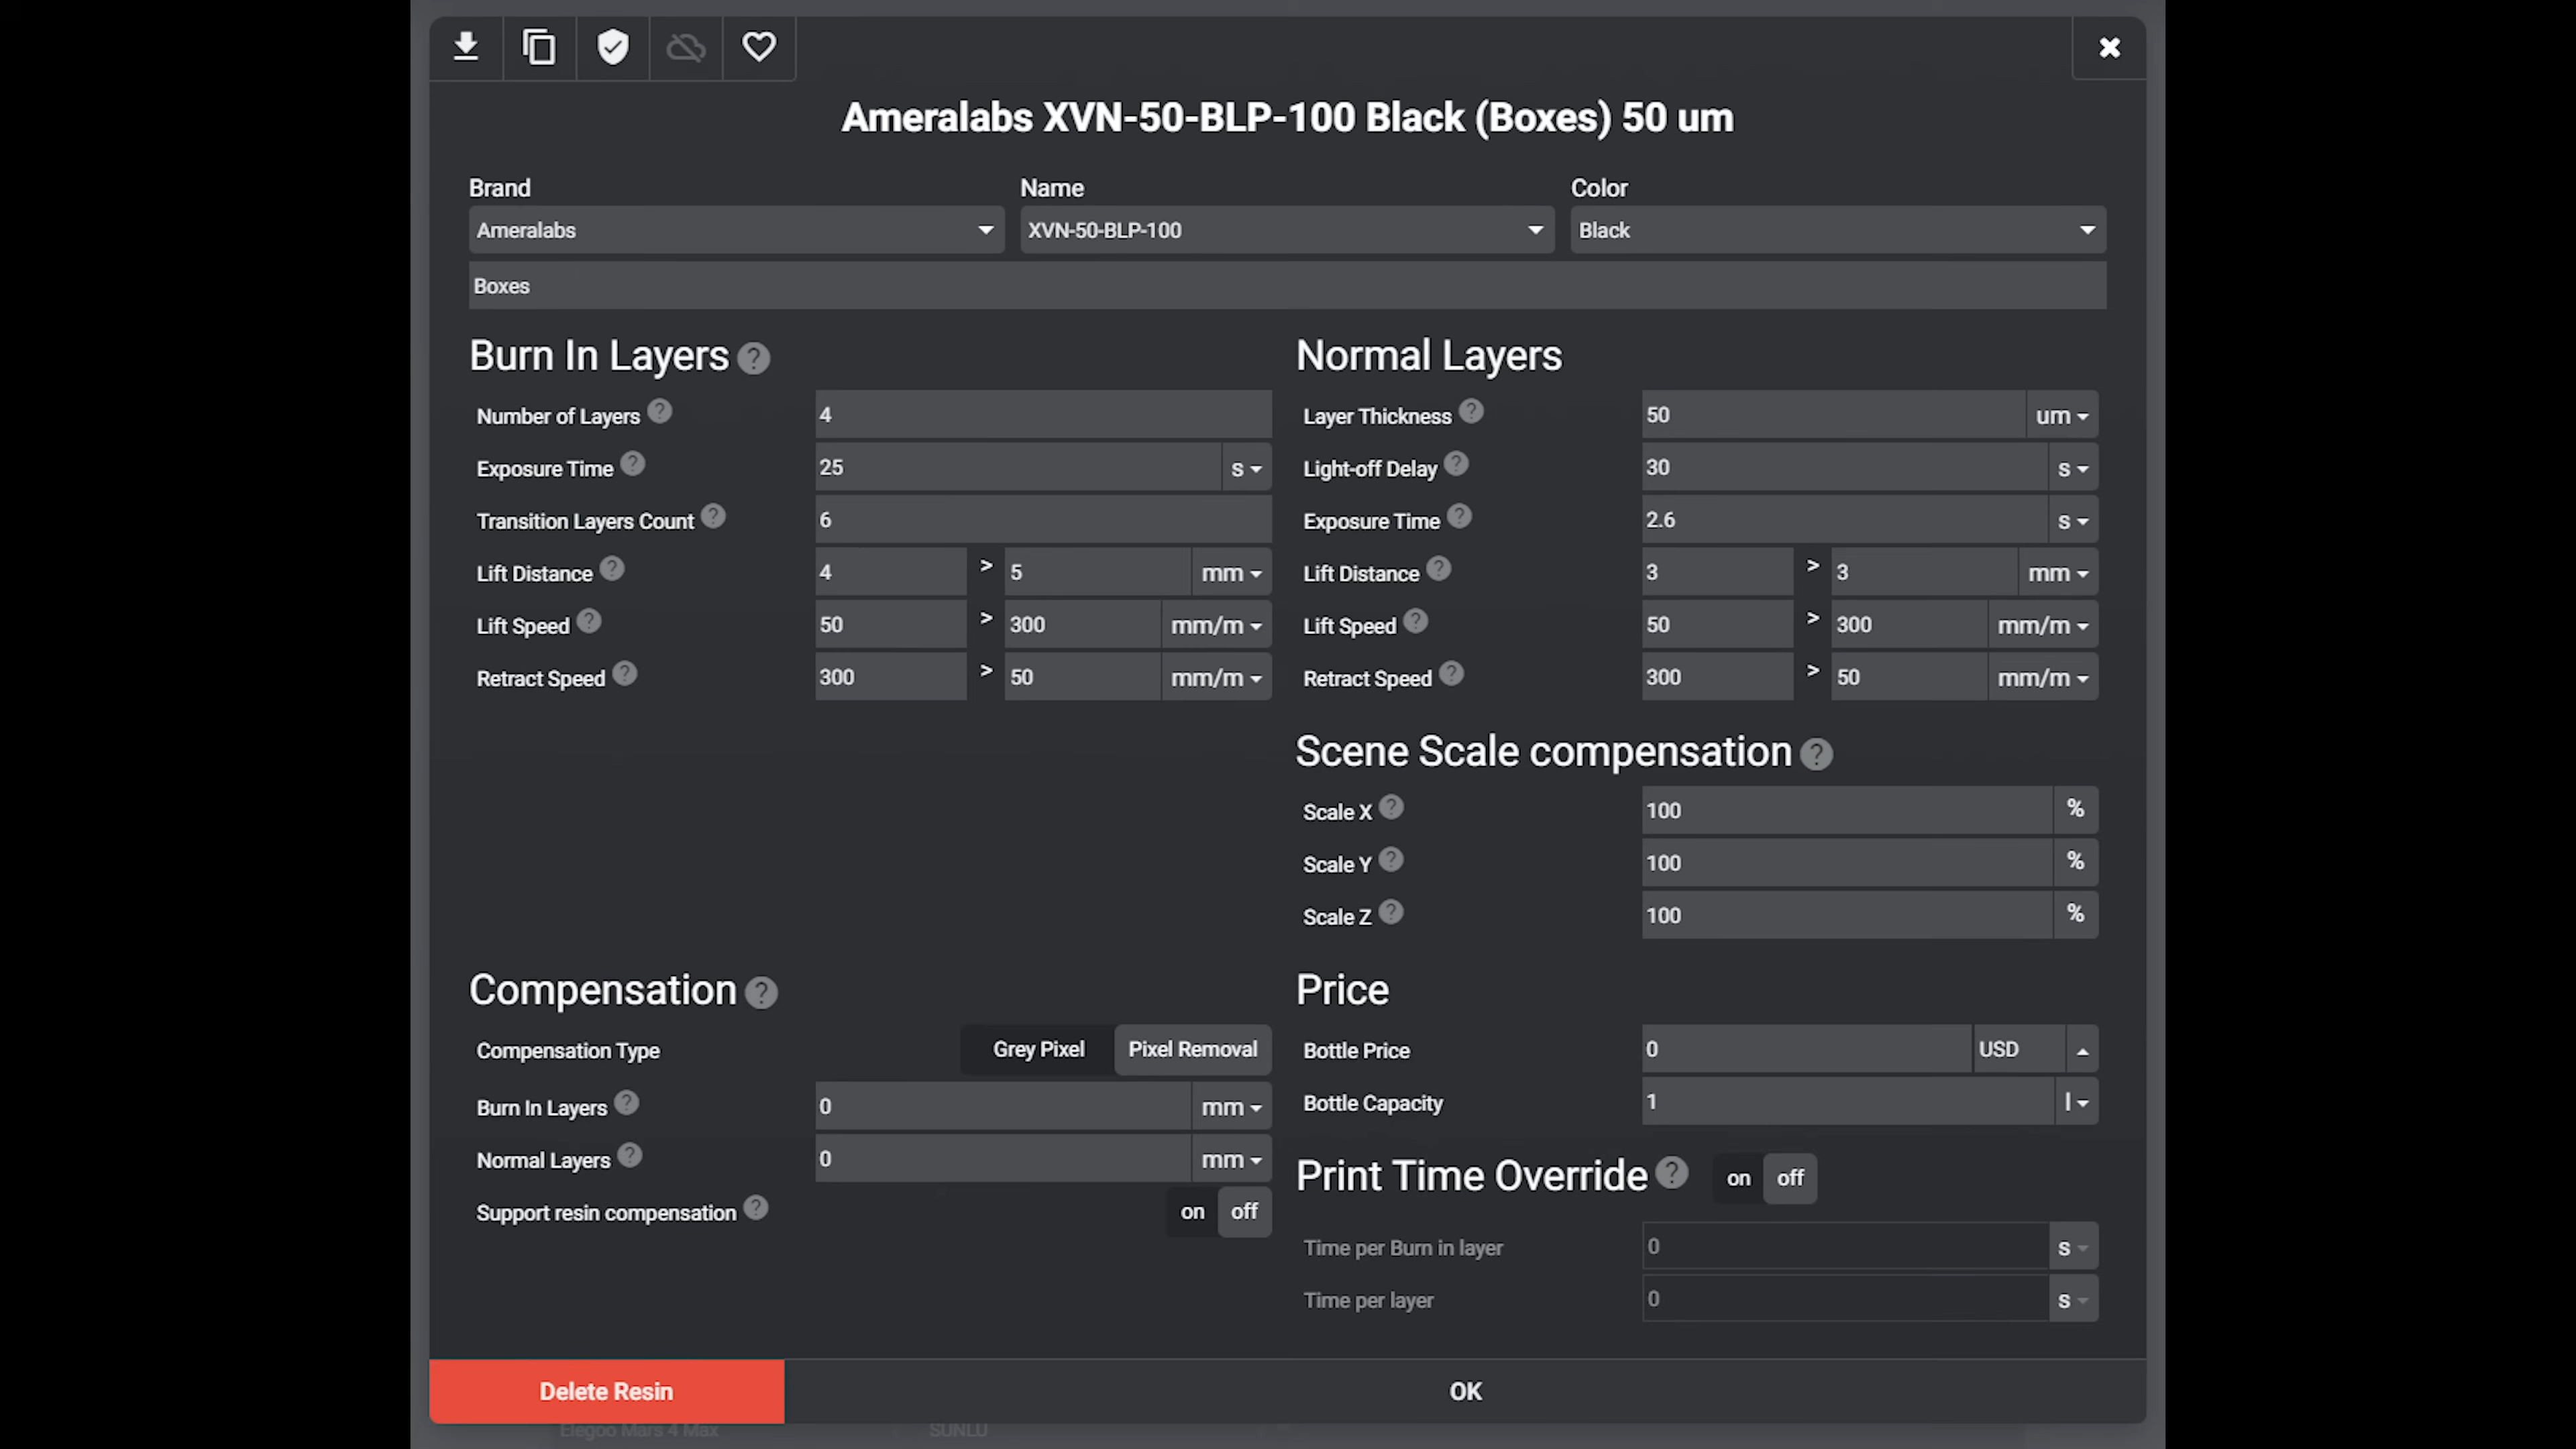 Ameralabs XVN-50-BLP-100 Black (Boxes) 50 um
Brand Name Color
Ameralabs XVN-50-BLP-100 Black
Boxes
Burn In Layers ?
Number of Layers ? 4
Exposure Time ? 25 s
Transition Layers Count ? 6
Lift Distance ? 4 > 5 mm
Lift Speed ? 50 > 300 mm/m
Retract Speed ? 300 > 50 mm/m
Normal Layers
Layer Thickness ? 50 um
Light-off Delay ? 30 s
Exposure Time ? 2.6 s
Lift Distance ? 3 > 3 mm
Lift Speed ? 50 > 300 mm/m
Retract Speed ? 300 > 50 mm/m
Scene Scale compensation ?
Scale X ? 100 %
Scale Y ? 100 %
Scale Z ? 100 %
Compensation ?
Compensation Type Grey Pixel Pixel Removal
Burn In Layers ? 0 mm
Normal Layers ? 0 mm
Support resin compensation ? on off
Price
Bottle Price 0 USD
Bottle Capacity 1 l
Print Time Override ? on off
Time per Burn in layer 0 s
Time per layer 0 s
Delete Resin OK
Elegoo Mars 4 Max SUNLU